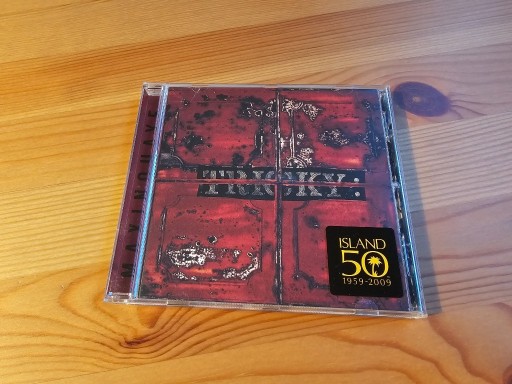 MAXINQUAYE
TRICKY:
ISLAND
50
1959-2009